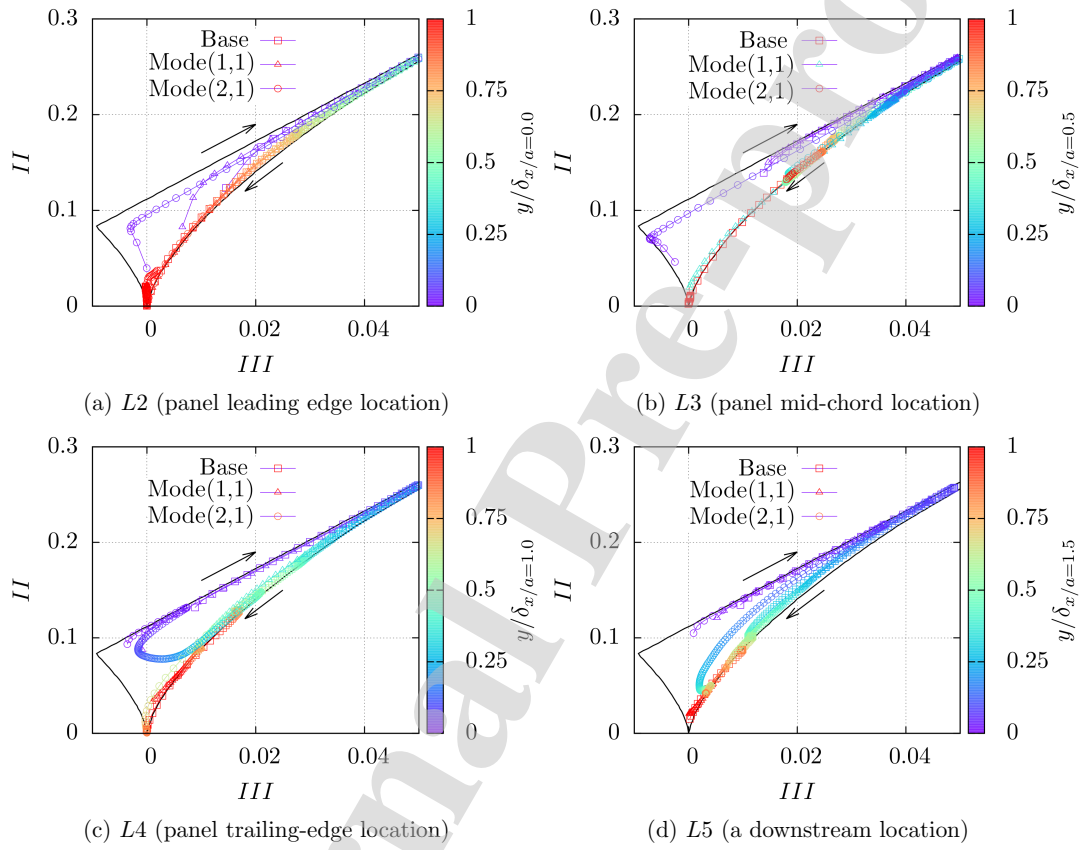 0.3
0.2
0.1
0
II
0
0.02
0.04
III
Base
Mode(1,1)
Mode(2,1)
1
0.75
0.5
0.25
0
y/δx/a=0.0
(a) L2 (panel leading edge location)
0.3
0.2
0.1
0
II
0
0.02
0.04
III
Base
Mode(1,1)
Mode(2,1)
1
0.75
0.5
0.25
0
y/δx/a=0.5
(b) L3 (panel mid-chord location)
0.3
0.2
0.1
0
II
0
0.02
0.04
III
Base
Mode(1,1)
Mode(2,1)
1
0.75
0.5
0.25
0
y/δx/a=1.0
(c) L4 (panel trailing-edge location)
0.3
0.2
0.1
0
II
0
0.02
0.04
III
Base
Mode(1,1)
Mode(2,1)
1
0.75
0.5
0.25
0
y/δx/a=1.5
(d) L5 (a downstream location)
rnal Pre-pro